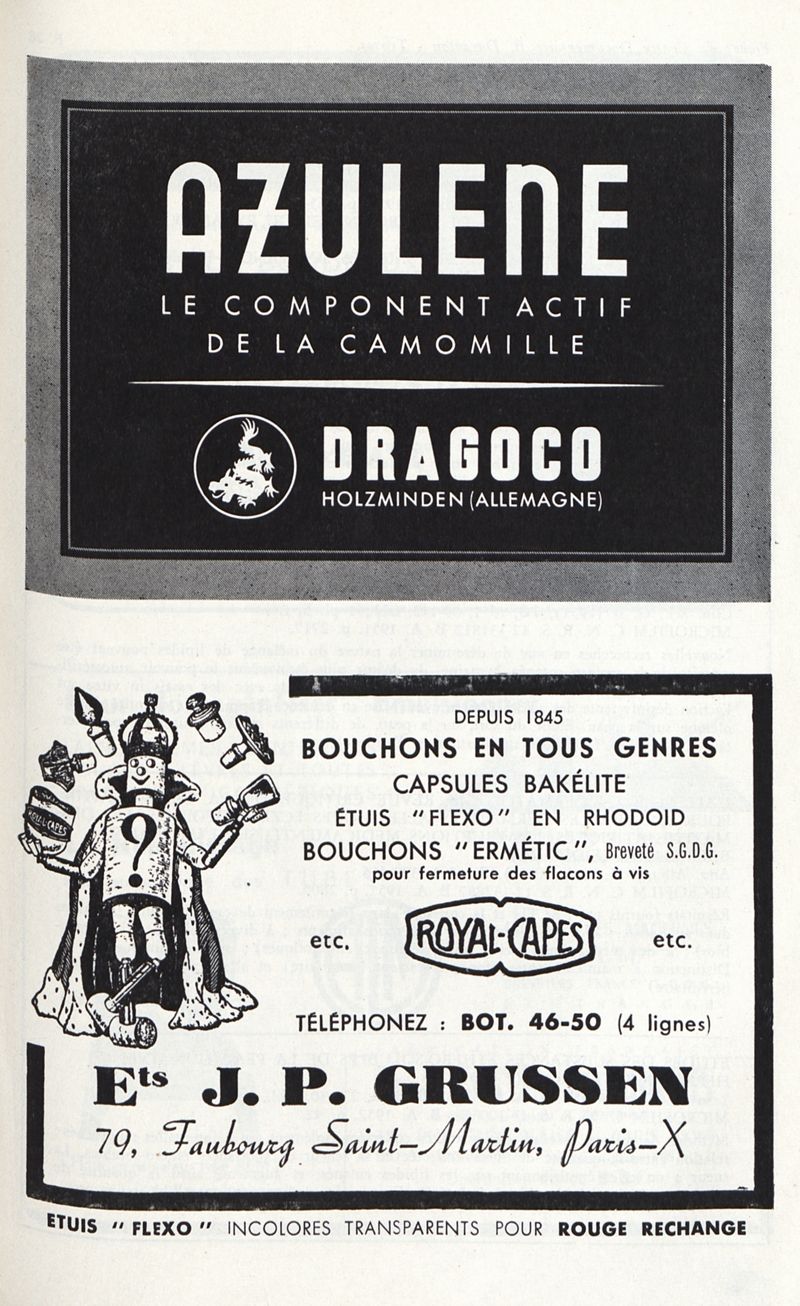 AZULENE
LE COMPONENT ACTIF
DE LA CAMOMILLE
DRAGOCO
HOLZMINDEN (ALLEMAGNE)
DEPUIS 1845
BOUCHONS EN TOUS GENRES
CAPSULES BAKÉLITE
ÉTUIS "FLEXO" EN RHODOID
BOUCHONS "ERMÉTIC", Breveté S.G.D.G.
pour fermeture des flacons à vis
ROYAL-CAPES
?
etc. ROYAL-CAPES etc.
TÉLÉPHONEZ : BOT. 46-50 (4 lignes)
Ets J. P. GRUSSEN
79, Faubourg Saint-Martin, Paris-X
ETUIS "FLEXO" INCOLORES TRANSPARENTS POUR ROUGE RECHANGE